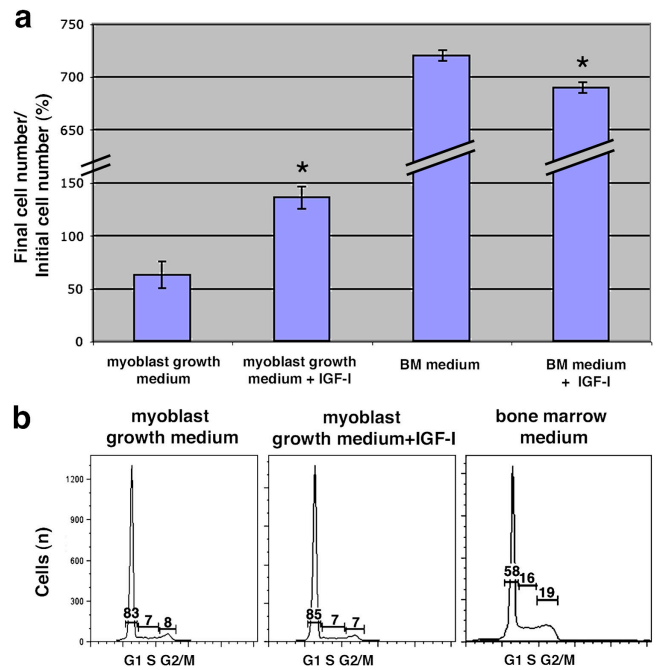 a
Final cell number/
Initial cell number (%)
750
700
650
150
100
50
0
*
*
myoblast growth
medium
myoblast growth
medium + IGF-I
BM medium
BM medium
+ IGF-I
b
myoblast
growth medium
myoblast
growth medium+IGF-I
bone marrow
medium
Cells (n)
1200
900
600
300
0
83 7 8
85 7 7
58 16 19
G1 S G2/M
G1 S G2/M
G1 S G2/M